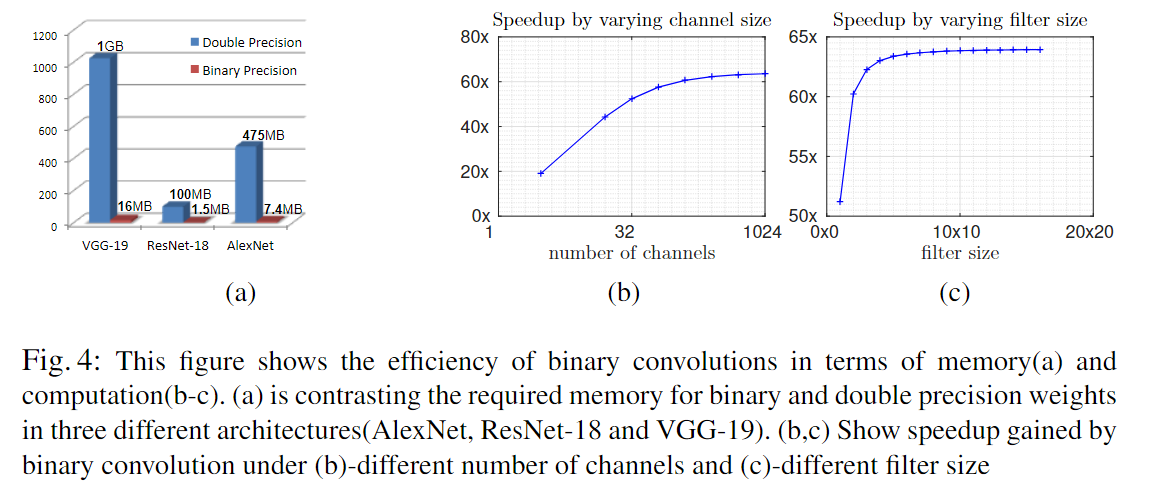 1200
1000
800
600
400
200
0
1GB
16MB
100MB
1.5MB
475MB
7.4MB
Double Precision
Binary Precision
VGG-19 ResNet-18 AlexNet
(a)
Speedup by varying channel size
80x
60x
40x
20x
0x
1 32 1024
number of channels
(b)
Speedup by varying filter size
65x
60x
55x
50x
0x0 10x10 20x20
filter size
(c)
Fig. 4: This figure shows the efficiency of binary convolutions in terms of memory(a) and
computation(b-c). (a) is contrasting the required memory for binary and double precision weights
in three different architectures(AlexNet, ResNet-18 and VGG-19). (b,c) Show speedup gained by
binary convolution under (b)-different number of channels and (c)-different filter size